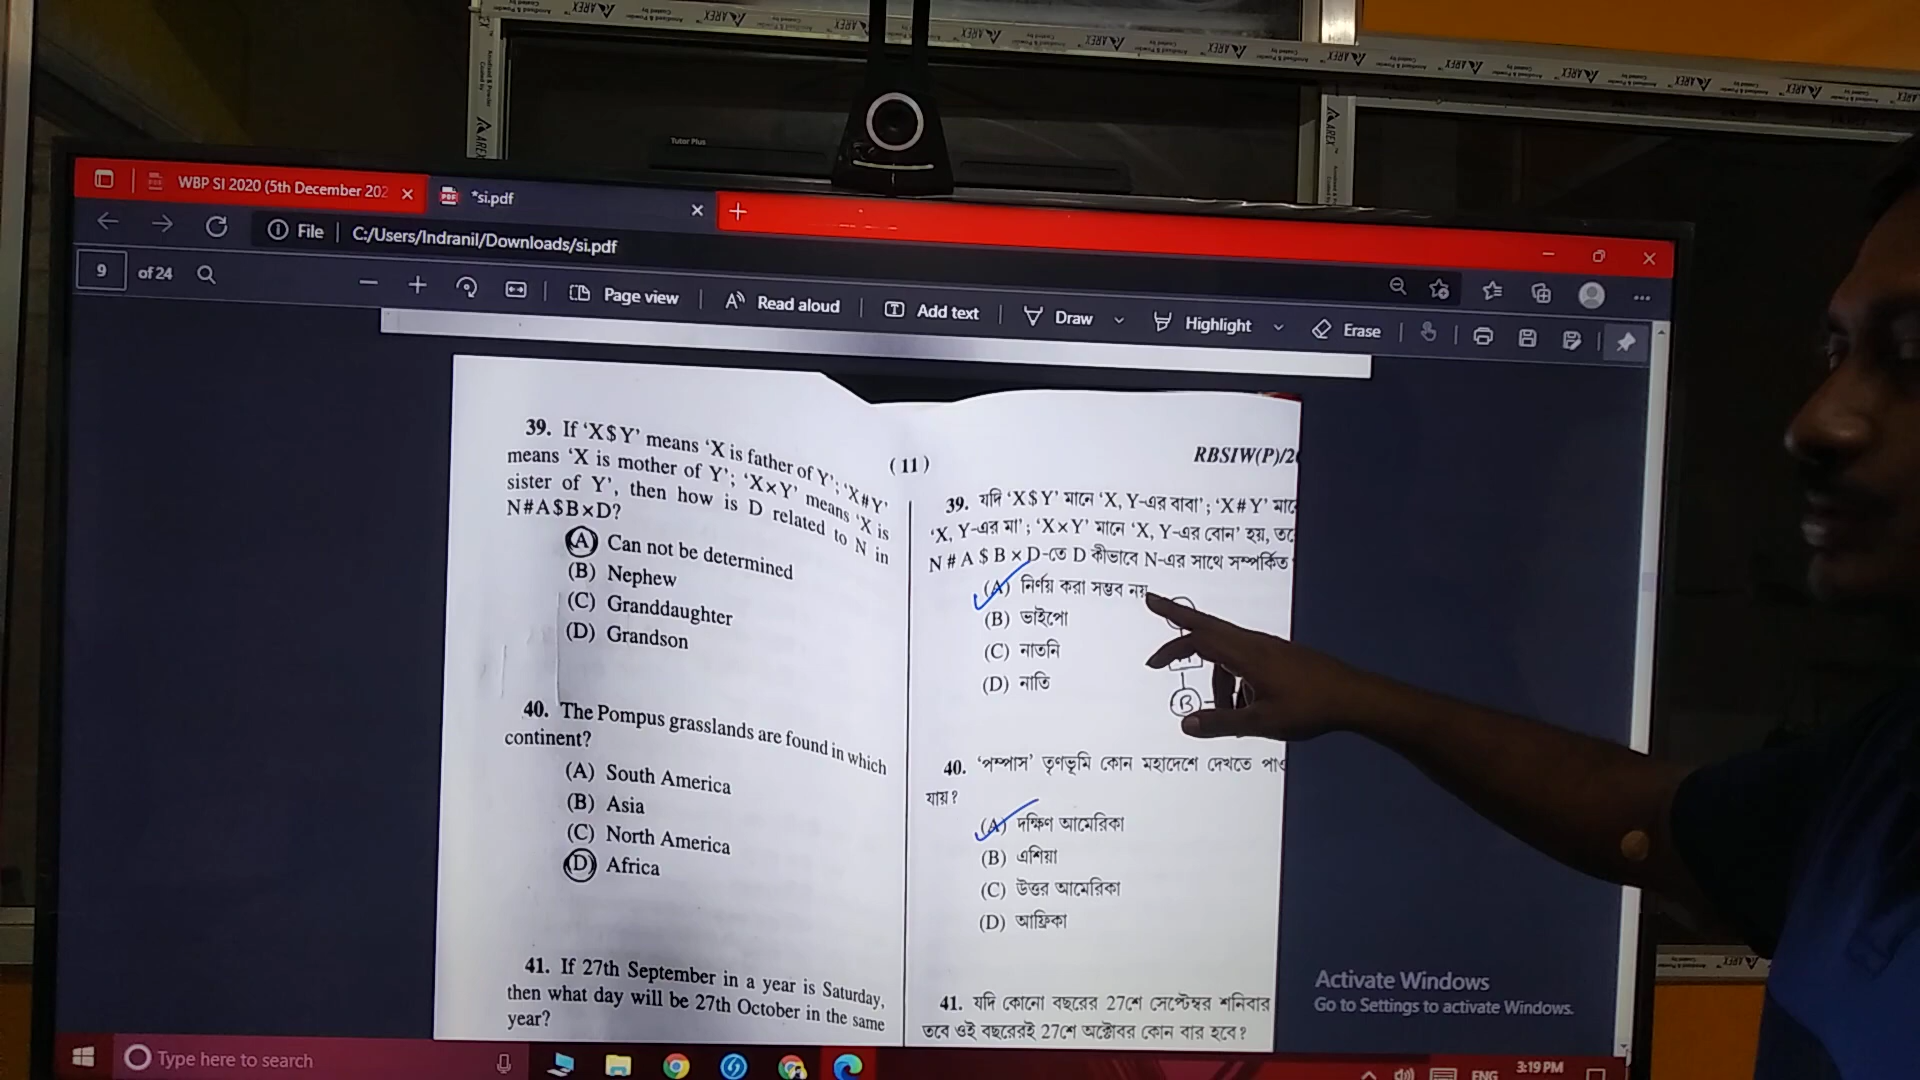 Tutor Plus
WBP SI 2020 (5th December 202
*si.pdf
File
C:/Users/Indranil/Downloads/si.pdf
9 of 24
Page view
Read aloud
Add text
Draw
Highlight
Erase
39. If ‘X$Y’ means ‘X is father of Y’; ‘X#Y’
means ‘X is mother of Y’; ‘X×Y’ means ‘X is
sister of Y’, then how is D related to N in
N#A$B×D?
(A) Can not be determined
(B) Nephew
(C) Granddaughter
(D) Grandson
40. The Pompus grasslands are found in which
continent?
(A) South America
(B) Asia
(C) North America
(D) Africa
41. If 27th September in a year is Saturday,
then what day will be 27th October in the same
year?
(11)
RBSIW(P)/2
39. যদি ‘X$Y’ মানে ‘X, Y-এর বাবা’; ‘X#Y’
‘X, Y-এর মা’; ‘X×Y’ মানে ‘X, Y-এর বোন’ হয়,
N#A$B×D-তে D কীভাবে N-এর সাথে সম্পর্কিত
(A) নির্ণয় করা সম্ভব নয়
(B) ভাইপো
(C) নাতনি
(D) নাতি
B
40. ‘পম্পাস’ তৃণভূমি কোন মহাদেশে দেখতে
যায়?
(A) দক্ষিণ আমেরিকা
(B) এশিয়া
(C) উত্তর আমেরিকা
(D) আফ্রিকা
41. যদি কোনো বছরের 27শে সেপ্টেম্বর শনিবার
তবে ওই বছরেরই 27শে অক্টোবর কোন বার হবে?
Activate Windows
Go to Settings to activate Windows.
Type here to search
ENG
3:19 PM